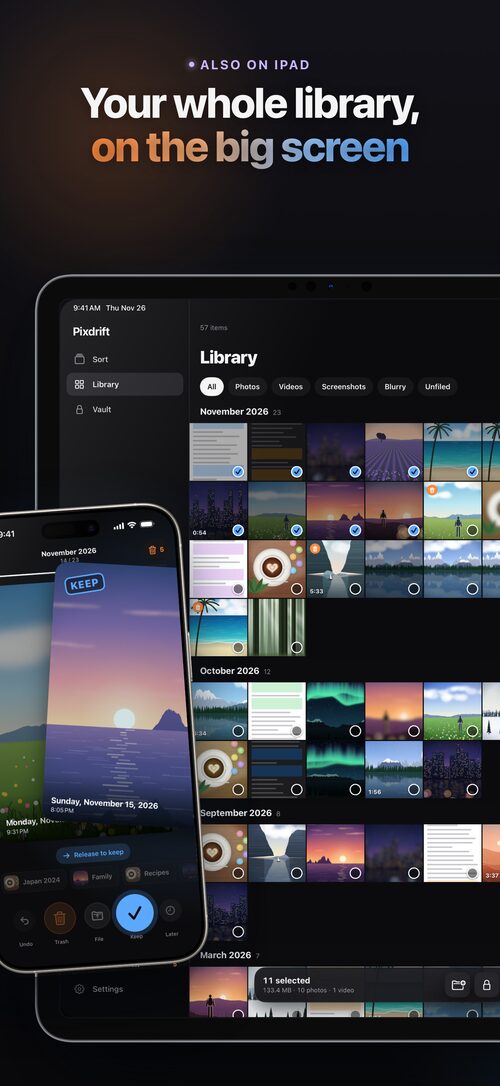 ALSO ON IPAD
Your whole library,
on the big screen
9:41 AM Thu Nov 26
Pixdrift
Sort
Library
Vault
Settings
57 items
Library
All
Photos
Videos
Screenshots
Blurry
Unfiled
November 2026 23
0:54
5:33
October 2026 12
1:56
September 2026 8
3:37
March 2026 7
11 selected
133.4 MB · 10 photos · 1 video
9:41
November 2026
14 / 23
5
KEEP
Sunday, November 15, 2026
8:05 PM
Monday, Nov
9:31 PM
Release to keep
Japan 2024
Family
Recipes
Undo
Trash
File
Keep
Later